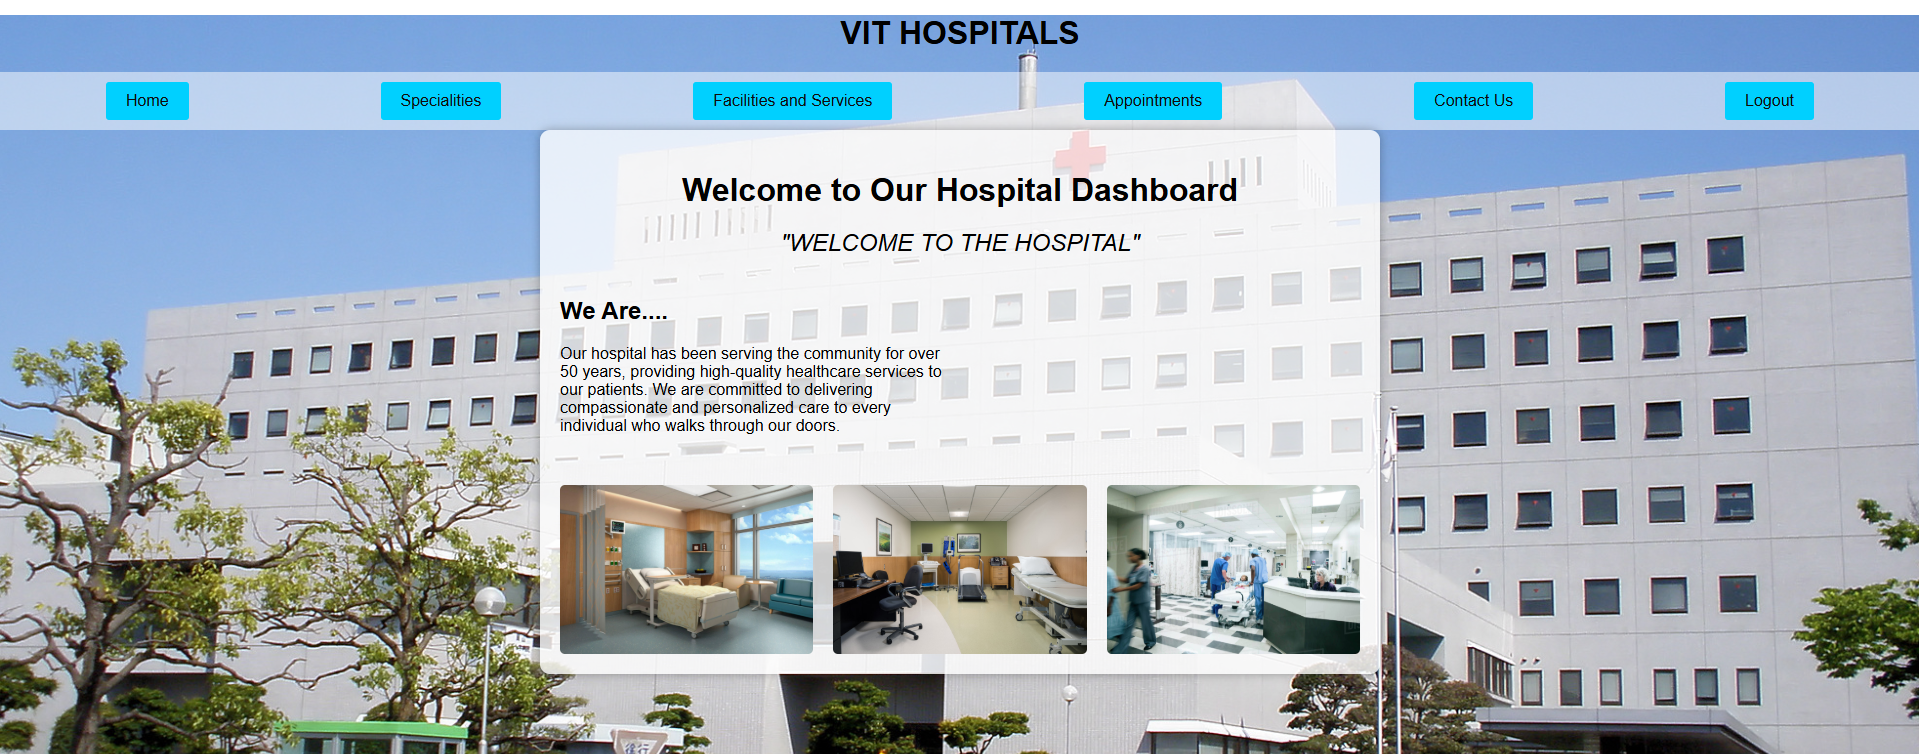 VIT HOSPITALS
Home
Specialities
Facilities and Services
Appointments
Contact Us
Logout
Welcome to Our Hospital Dashboard
"WELCOME TO THE HOSPITAL"
We Are....
Our hospital has been serving the community for over
50 years, providing high-quality healthcare services to
our patients. We are committed to delivering
compassionate and personalized care to every
individual who walks through our doors.